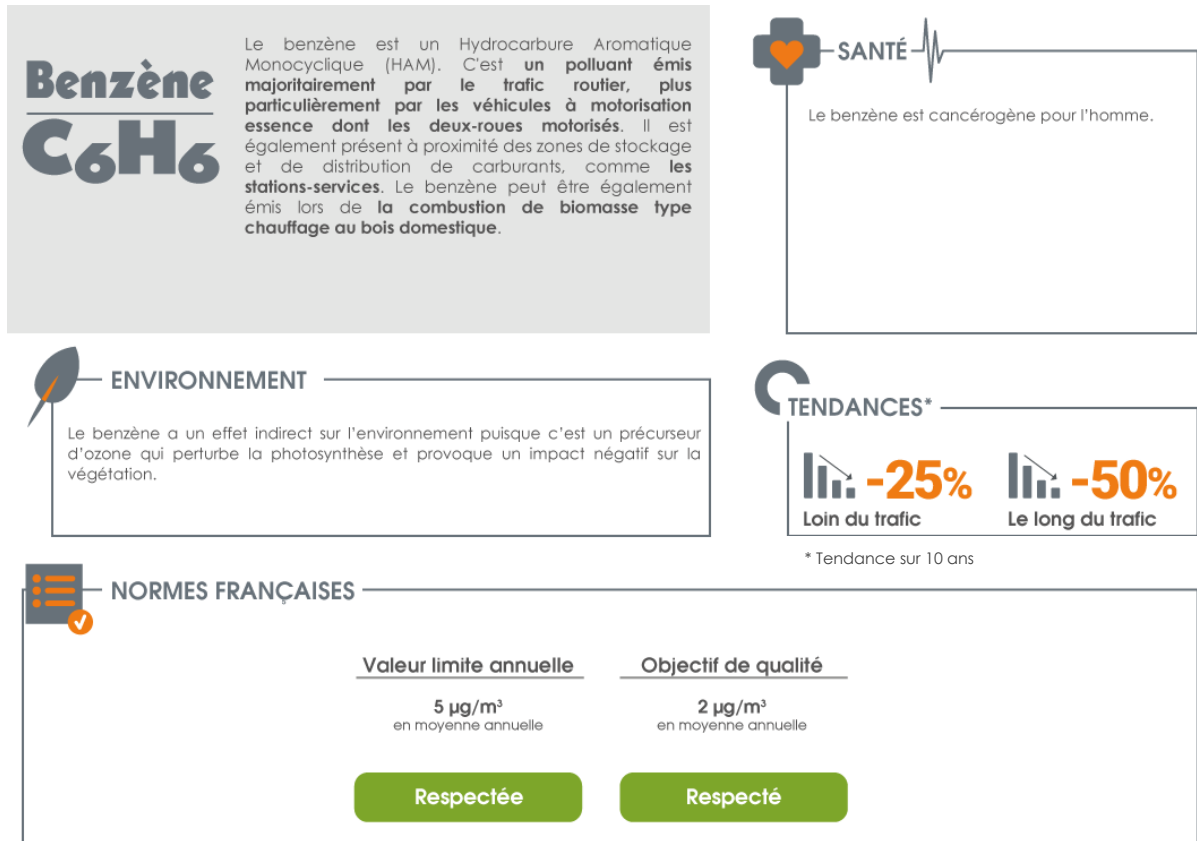 Benzène
C6H6
Le benzène est un Hydrocarbure Aromatique
Monocyclique (HAM). C'est un polluant émis
majoritairement par le trafic routier, plus
particulièrement par les véhicules à motorisation
essence dont les deux-roues motorisés. Il est
également présent à proximité des zones de stockage
et de distribution de carburants, comme les
stations-services. Le benzène peut être également
émis lors de la combustion de biomasse type
chauffage au bois domestique.
SANTÉ
Le benzène est cancérogène pour l'homme.
ENVIRONNEMENT
Le benzène a un effet indirect sur l'environnement puisque c'est un précurseur
d'ozone qui perturbe la photosynthèse et provoque un impact négatif sur la
végétation.
TENDANCES*
-25% -50%
Loin du trafic Le long du trafic
* Tendance sur 10 ans
NORMES FRANÇAISES
Valeur limite annuelle Objectif de qualité
5 µg/m³ 2 µg/m³
en moyenne annuelle en moyenne annuelle
Respectée Respecté